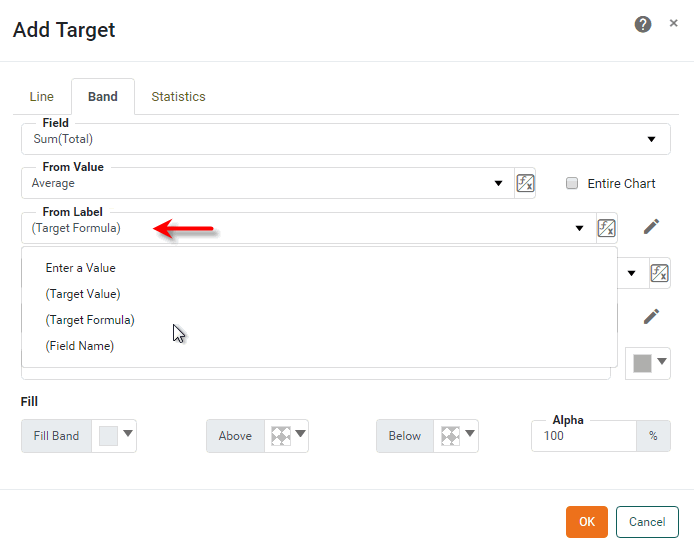 Add Target
Line
Band
Statistics
Field
Sum(Total)
From Value
Average
Entire Chart
From Label
(Target Formula)
Enter a Value
(Target Value)
(Target Formula)
(Field Name)
Fill
Fill Band
Above
Below
Alpha
100
%
OK
Cancel